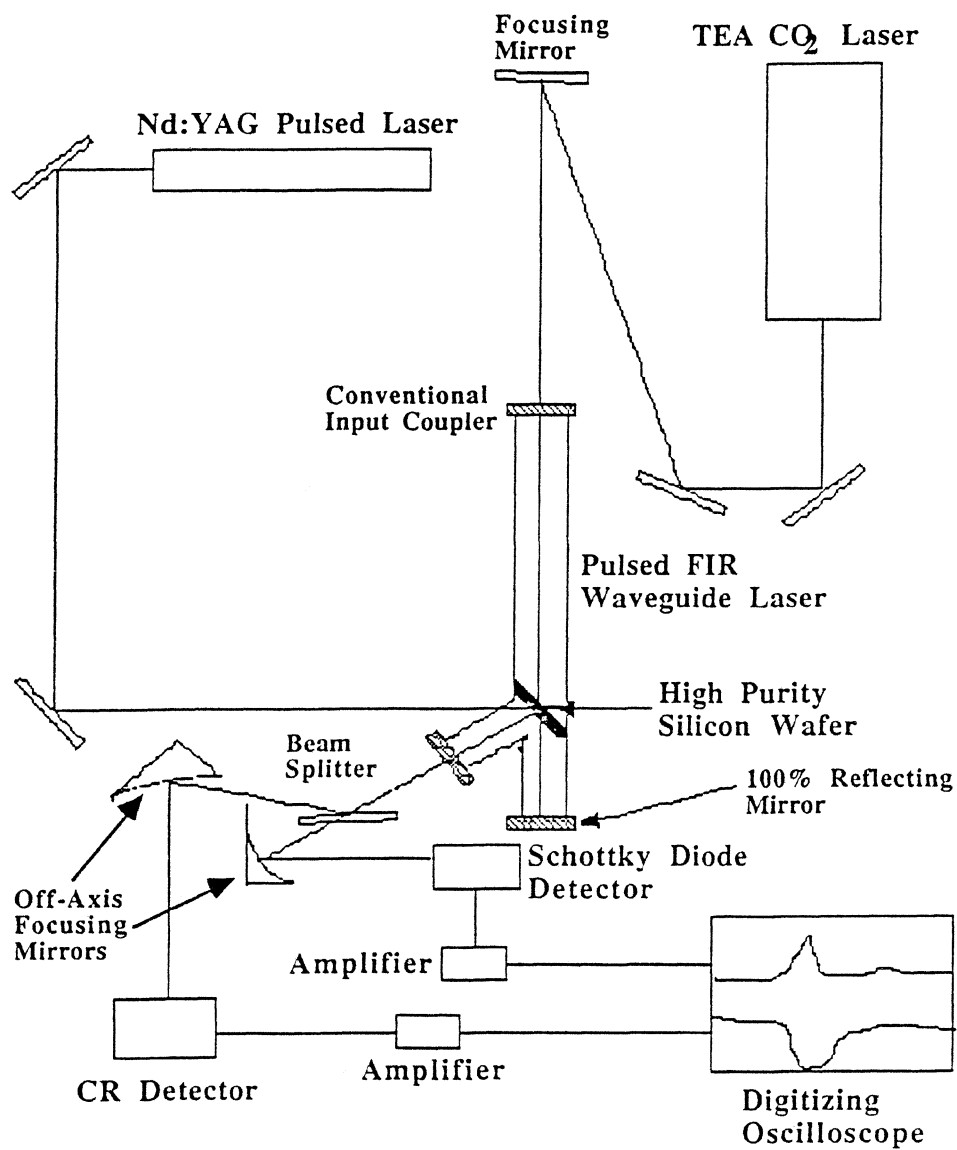 Focusing
Mirror
TEA CO2 Laser
Nd:YAG Pulsed Laser
Conventional
Input Coupler
Pulsed FIR
Waveguide Laser
High Purity
Silicon Wafer
Beam
Splitter
100% Reflecting
Mirror
Schottky Diode
Detector
Off-Axis
Focusing
Mirrors
Amplifier
Amplifier
CR Detector
Digitizing
Oscilloscope